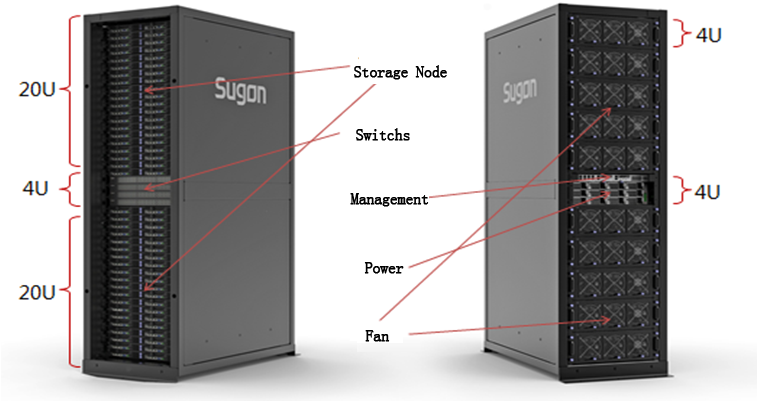 20U
4U
20U
Sugon
Storage Node
Switchs
Management
Power
Fan
Sugon
4U
4U